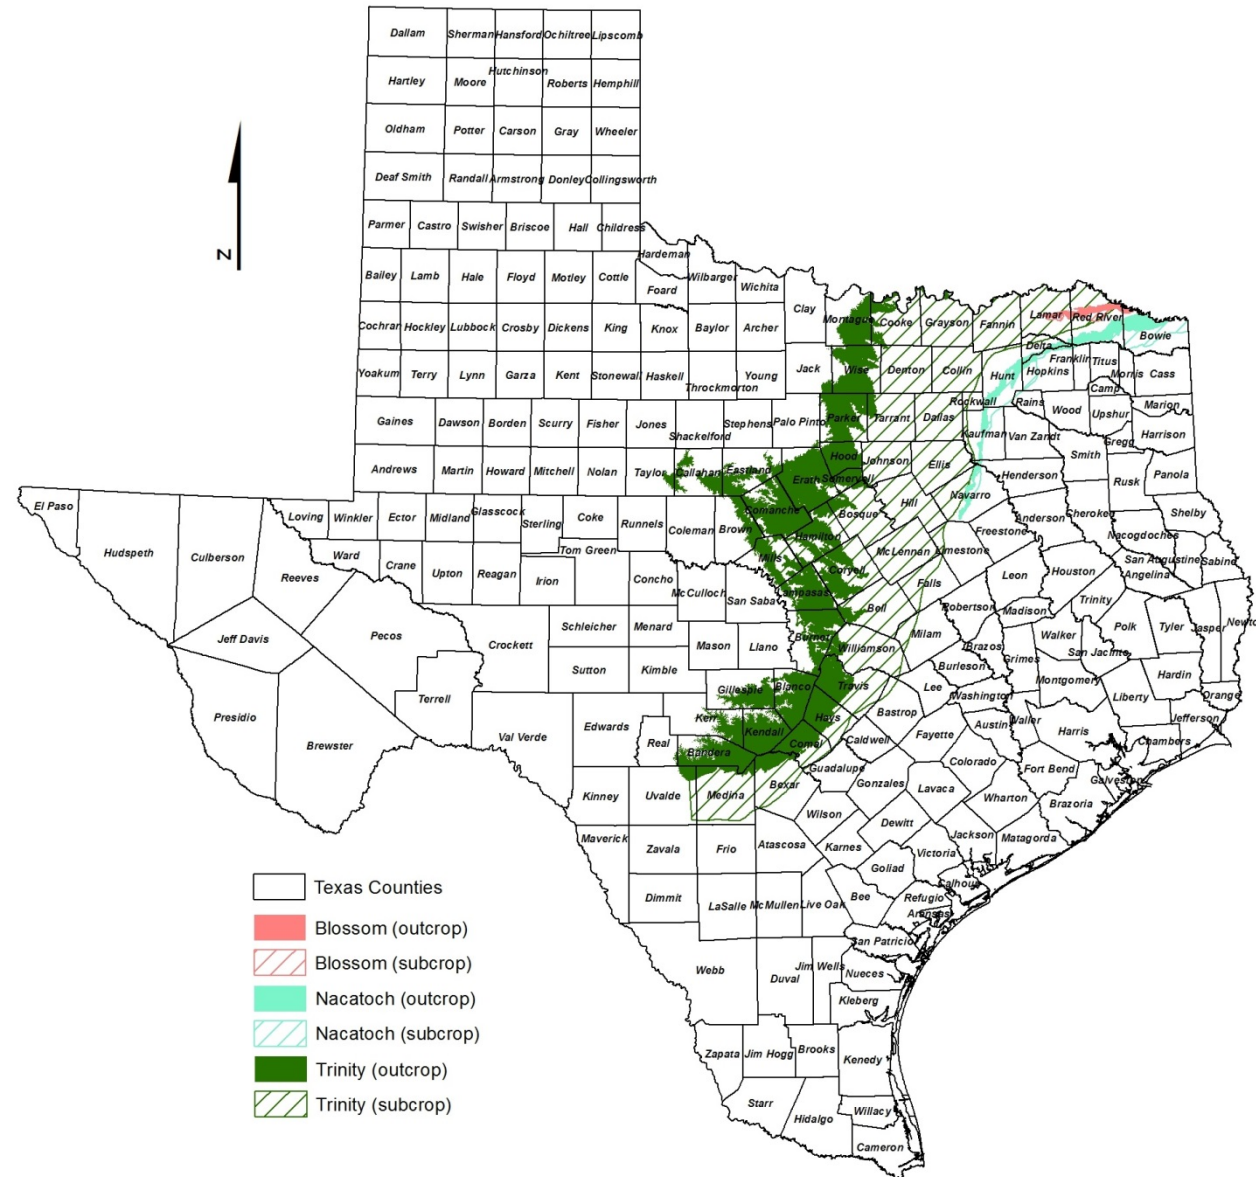 Dallam Sherman Hansford Ochiltree Lipscomb
Hartley Moore Hutchinson Roberts Hemphill
Oldham Potter Carson Gray Wheeler
Deaf Smith Randall Armstrong Donley Collingsworth
Parmer Castro Swisher Briscoe Hall Childress
Hardeman
Bailey Lamb Hale Floyd Motley Cottle Foard Wilbarger Wichita
Clay Montague Cooke Grayson Fannin Lamar Red River Bowie
Cochran Hockley Lubbock Crosby Dickens King Knox Baylor Archer
Delta Franklin Titus Morris Cass
Yoakum Terry Lynn Garza Kent Stonewall Haskell Throckmorton Young Jack Wise Denton Collin Hunt Hopkins
Camp Marion
Gaines Dawson Borden Scurry Fisher Jones Shackelford Stephens Palo Pinto Parker Tarrant Dallas Rockwall Rains Wood Upshur
Kaufman Van Zandt Gregg Harrison
Andrews Martin Howard Mitchell Nolan Taylor Callahan Eastland Erath Hood Somervell Johnson Ellis Henderson Smith Rusk Panola
El Paso Hudspeth Culberson
Loving Winkler Ector Midland Glasscock Sterling Coke Runnels Coleman Brown Comanche Bosque Hill Navarro Anderson Cherokee Shelby
Ward Crane Upton Reagan Irion Tom Green Concho Mills Hamilton McLennan Limestone Freestone Nacogdoches
Reeves McCulloch San Saba Lampasas Coryell Bell Falls Leon Houston San Augustine Sabine
Angelina
Jeff Davis Pecos Crockett Schleicher Menard Mason Llano Burnet Williamson Milam Robertson Madison Trinity Polk Tyler Jasper Newton
Sutton Kimble Brazos Walker San Jacinto
Burleson Grimes Montgomery Hardin
Presidio Brewster Terrell Val Verde Edwards Real Kerr Gillespie Blanco Travis Lee Washington Liberty Orange
Kendall Hays Bastrop Austin Waller Harris Jefferson
Bandera Comal Caldwell Fayette Chambers
Guadalupe Colorado Fort Bend Galveston
Kinney Uvalde Medina Bexar Gonzales Lavaca Wharton Brazoria
Wilson
Maverick Zavala Frio Atascosa Karnes Dewitt Jackson Matagorda
Goliad Victoria
Dimmit LaSalle McMullen Live Oak Bee Refugio Calhoun
Aransas
San Patricio
Webb Duval Jim Wells Nueces
Kleberg
Zapata Jim Hogg Brooks Kenedy
Starr Hidalgo Willacy
Cameron
N
Texas Counties
Blossom (outcrop)
Blossom (subcrop)
Nacatoch (outcrop)
Nacatoch (subcrop)
Trinity (outcrop)
Trinity (subcrop)